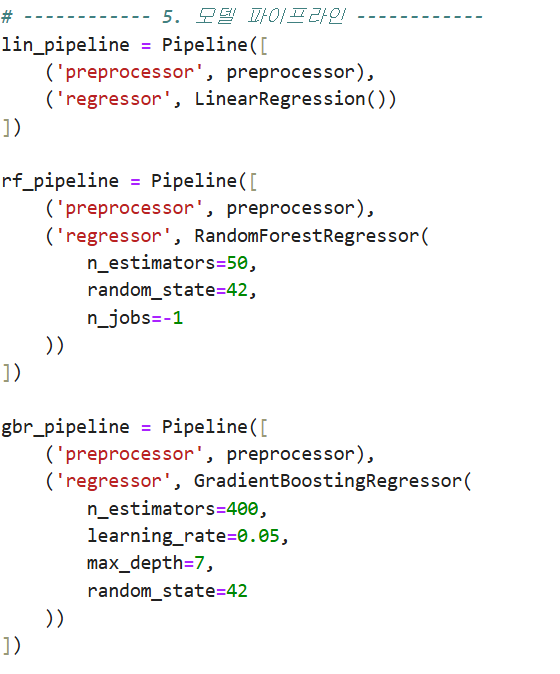 # ------------ 5. 모델 파이프라인 ------------
lin_pipeline = Pipeline([
    ('preprocessor', preprocessor),
    ('regressor', LinearRegression())
])

rf_pipeline = Pipeline([
    ('preprocessor', preprocessor),
    ('regressor', RandomForestRegressor(
        n_estimators=50,
        random_state=42,
        n_jobs=-1
    ))
])

gbr_pipeline = Pipeline([
    ('preprocessor', preprocessor),
    ('regressor', GradientBoostingRegressor(
        n_estimators=400,
        learning_rate=0.05,
        max_depth=7,
        random_state=42
    ))
])